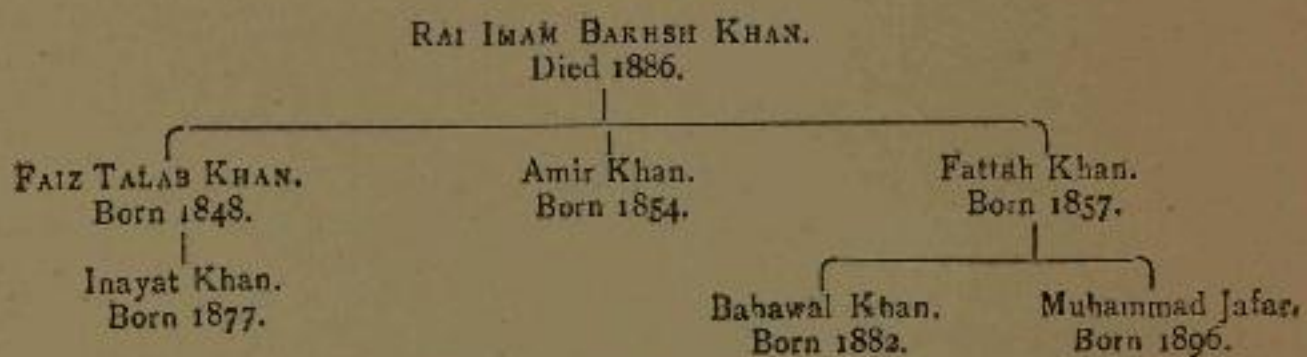 RAI IMAM BAKHSH KHAN.
Died 1886.
FAIZ TALAB KHAN. Amir Khan. Fattah Khan.
Born 1848. Born 1854. Born 1857.
Inayat Khan.
Born 1877.
Bahawal Khan. Muhammad Jafar.
Born 1882. Born 1896.